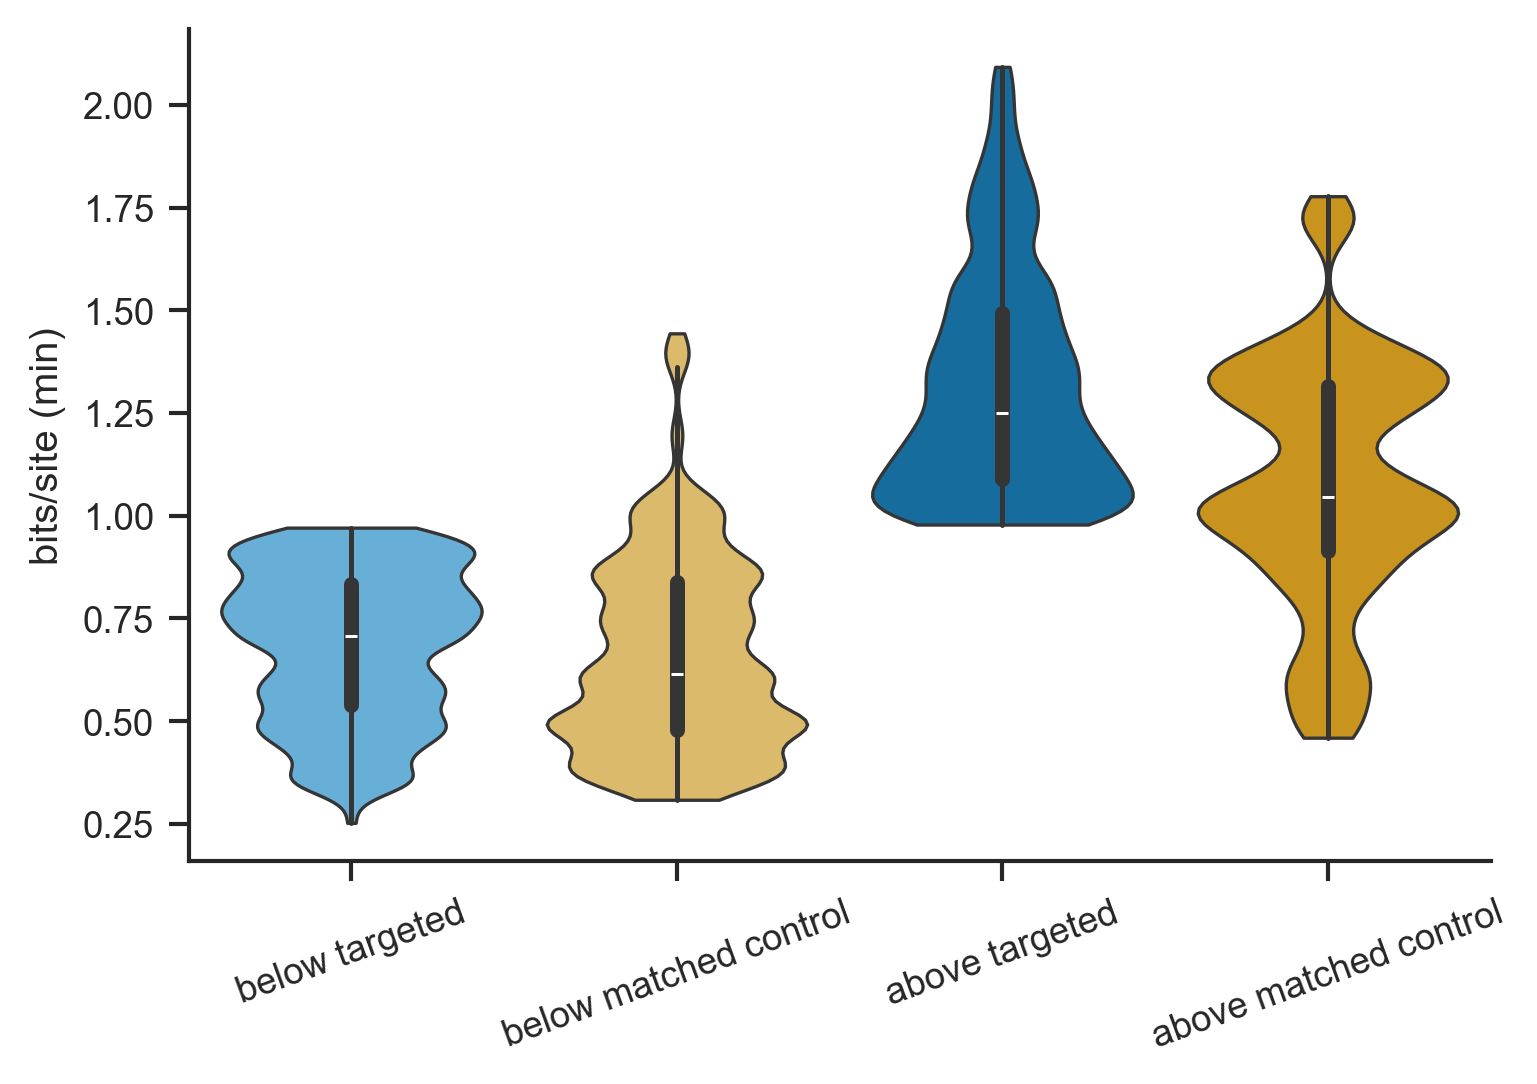 bits/site (min)
2.00
1.75
1.50
1.25
1.00
0.75
0.50
0.25
below targeted
below matched control
above targeted
above matched control